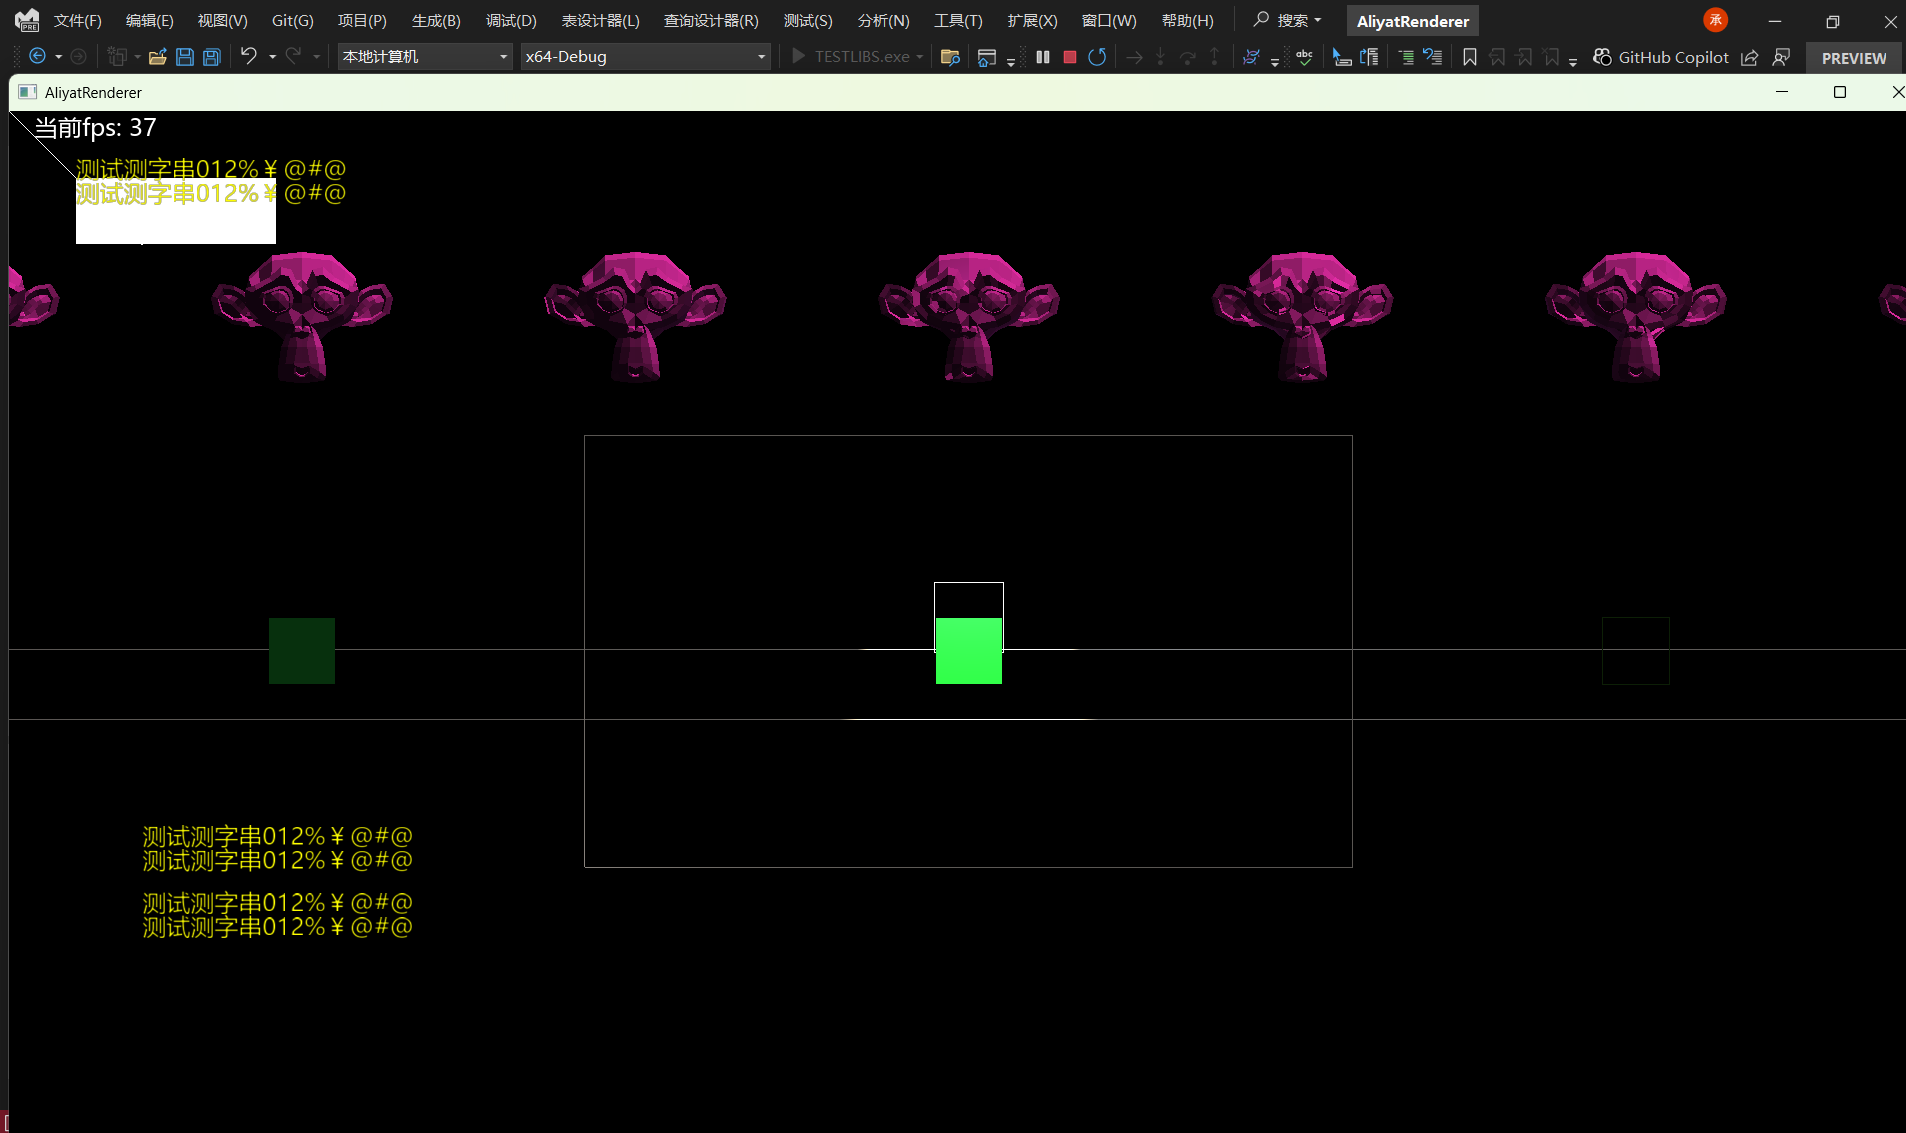 文件(F) 编辑(E) 视图(V) Git(G) 项目(P) 生成(B) 调试(D) 表设计器(L) 查询设计器(R) 测试(S) 分析(N) 工具(T) 扩展(X) 窗口(W) 帮助(H) 搜索 AliyatRenderer 承
PRE
本地计算机 x64-Debug TESTLIBS.exe abc GitHub Copilot PREVIEW
AliyatRenderer
当前fps: 37
测试测字串012%￥@#@
测试测字串012%￥@#@
测试测字串012%￥@#@
测试测字串012%￥@#@
测试测字串012%￥@#@
测试测字串012%￥@#@